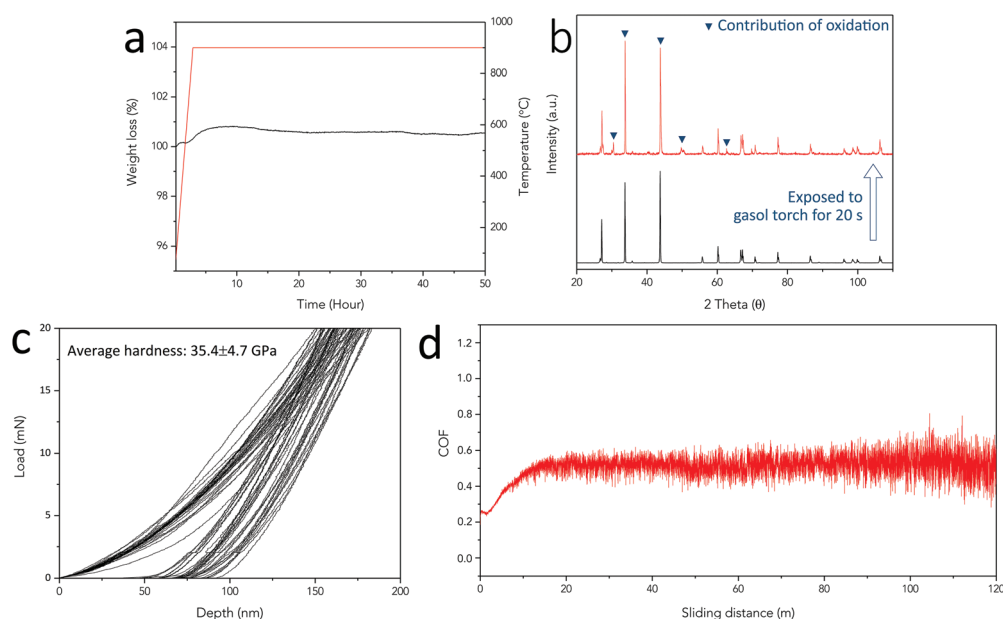 a
104
102
100
98
96
Weight loss (%)
10
20
30
40
50
Time (Hour)
1000
800
600
400
200
Temperature (°C)
b
▼ Contribution of oxidation
Intensity (a.u.)
Exposed to
gasol torch for 20 s
20
40
60
80
100
2 Theta (θ)
c
Average hardness: 35.4±4.7 GPa
20
15
10
5
0
Load (mN)
0
50
100
150
200
Depth (nm)
d
1.2
1.0
0.8
0.6
0.4
0.2
0.0
COF
0
20
40
60
80
100
120
Sliding distance (m)